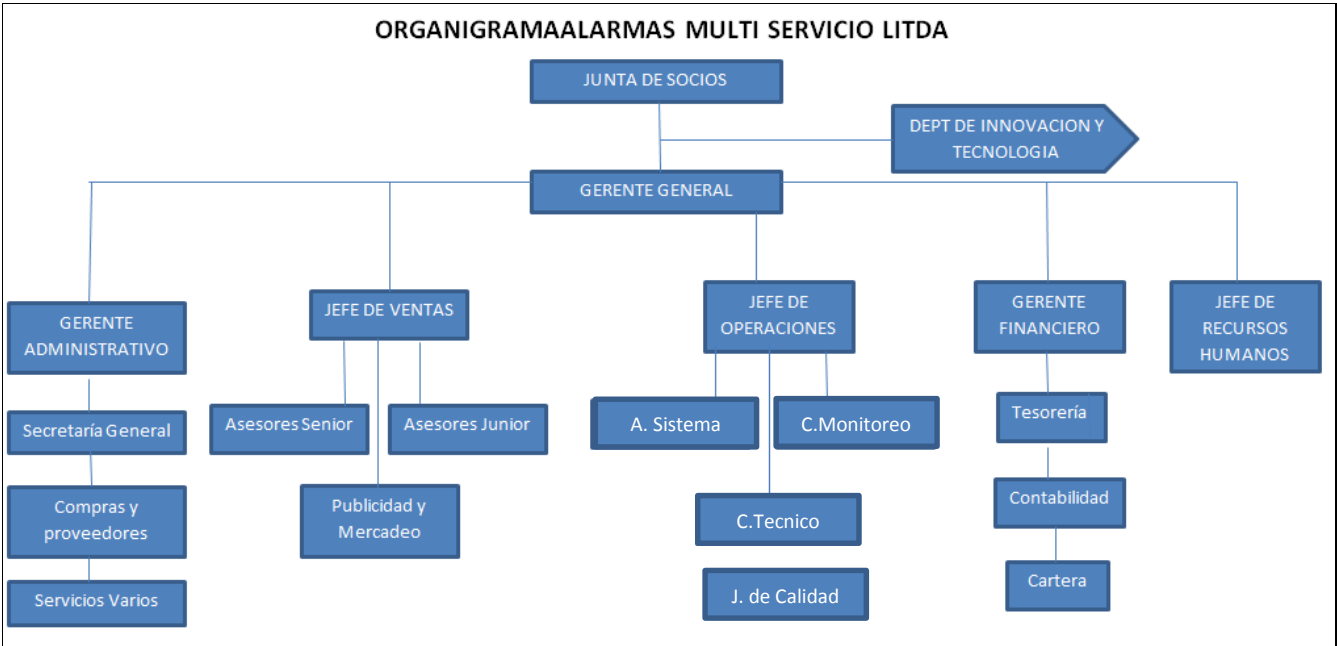 ORGANIGRAMAALARMAS MULTI SERVICIO LITDA
JUNTA DE SOCIOS
DEPT DE INNOVACION Y
TECNOLOGIA
GERENTE GENERAL
GERENTE
ADMINISTRATIVO
JEFE DE VENTAS
JEFE DE
OPERACIONES
GERENTE
FINANCIERO
JEFE DE
RECURSOS
HUMANOS
Secretaría General
Asesores Senior
Asesores Junior
A. Sistema
C.Monitoreo
Tesorería
Compras y
proveedores
Publicidad y
Mercadeo
C.Tecnico
Contabilidad
Servicios Varios
J. de Calidad
Cartera